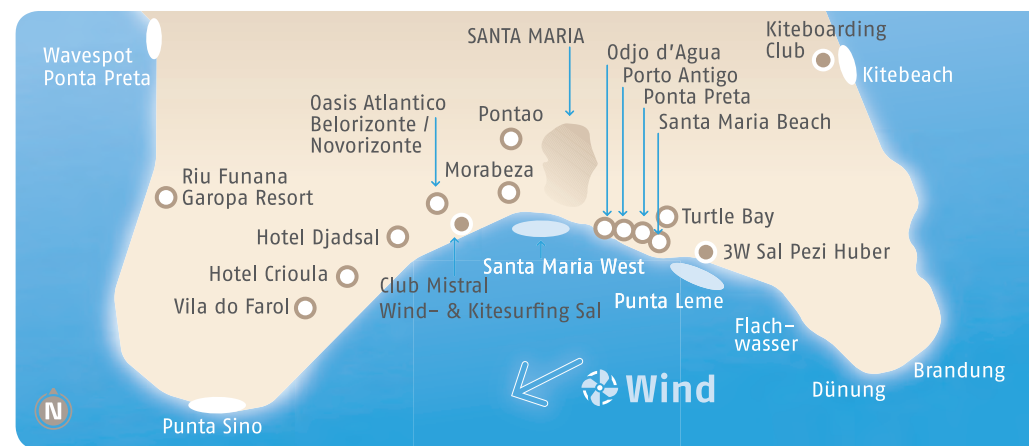 Wavespot
Ponta Preta
SANTA MARIA
Kiteboarding
Club
Kitebeach
Odjo d'Agua
Porto Antigo
Ponta Preta
Santa Maria Beach
Oasis Atlantico
Belorizonte /
Novorizonte
Pontao
Morabeza
Riu Funana
Garopa Resort
Turtle Bay
Hotel Djadsal
3W Sal Pezi Huber
Hotel Crioula
Santa Maria West
Vila do Farol
Club Mistral
Wind- & Kitesurfing Sal
Punta Leme
Flach-
wasser
Brandung
Dünung
Wind
N
Punta Sino